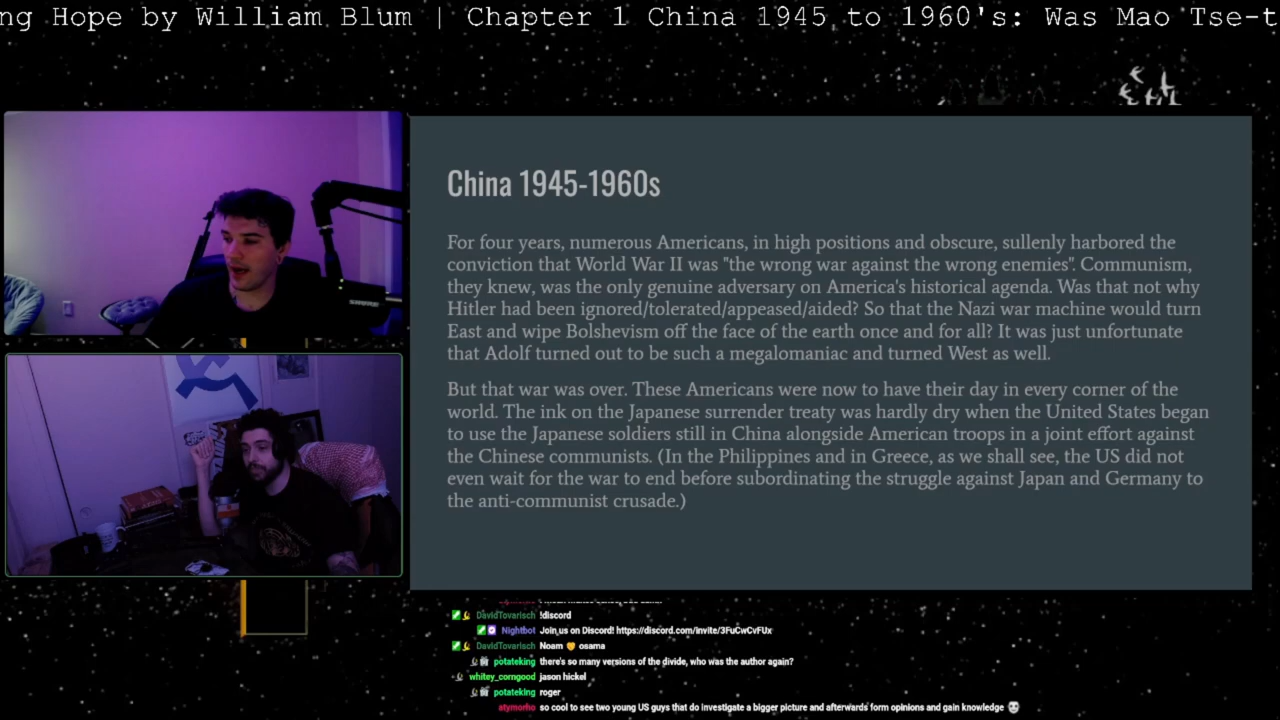 ng Hope by William Blum | Chapter 1 China 1945 to 1960's: Was Mao Tse-t
China 1945-1960s
For four years, numerous Americans, in high positions and obscure, sullenly harbored the
conviction that World War II was "the wrong war against the wrong enemies". Communism,
they knew, was the only genuine adversary on America's historical agenda. Was that not why
Hitler had been ignored/tolerated/appeased/aided? So that the Nazi war machine would turn
East and wipe Bolshevism off the face of the earth once and for all? It was just unfortunate
that Adolf turned out to be such a megalomaniac and turned West as well.
But that war was over. These Americans were now to have their day in every corner of the
world. The ink on the Japanese surrender treaty was hardly dry when the United States began
to use the Japanese soldiers still in China alongside American troops in a joint effort against
the Chinese communists. (In the Philippines and in Greece, as we shall see, the US did not
even wait for the war to end before subordinating the struggle against Japan and Germany to
the anti-communist crusade.)
DavidTovarisch !discord
Nightbot Join us on Discord! https://discord.com/invite/3FuCwCvFUx
DavidTovarisch Noam osama
potateking there's so many versions of the divide, who was the author again?
whitey_corngood jason hickel
potateking roger
atymorho so cool to see two young US guys that do investigate a bigger picture and afterwards form opinions and gain knowledge